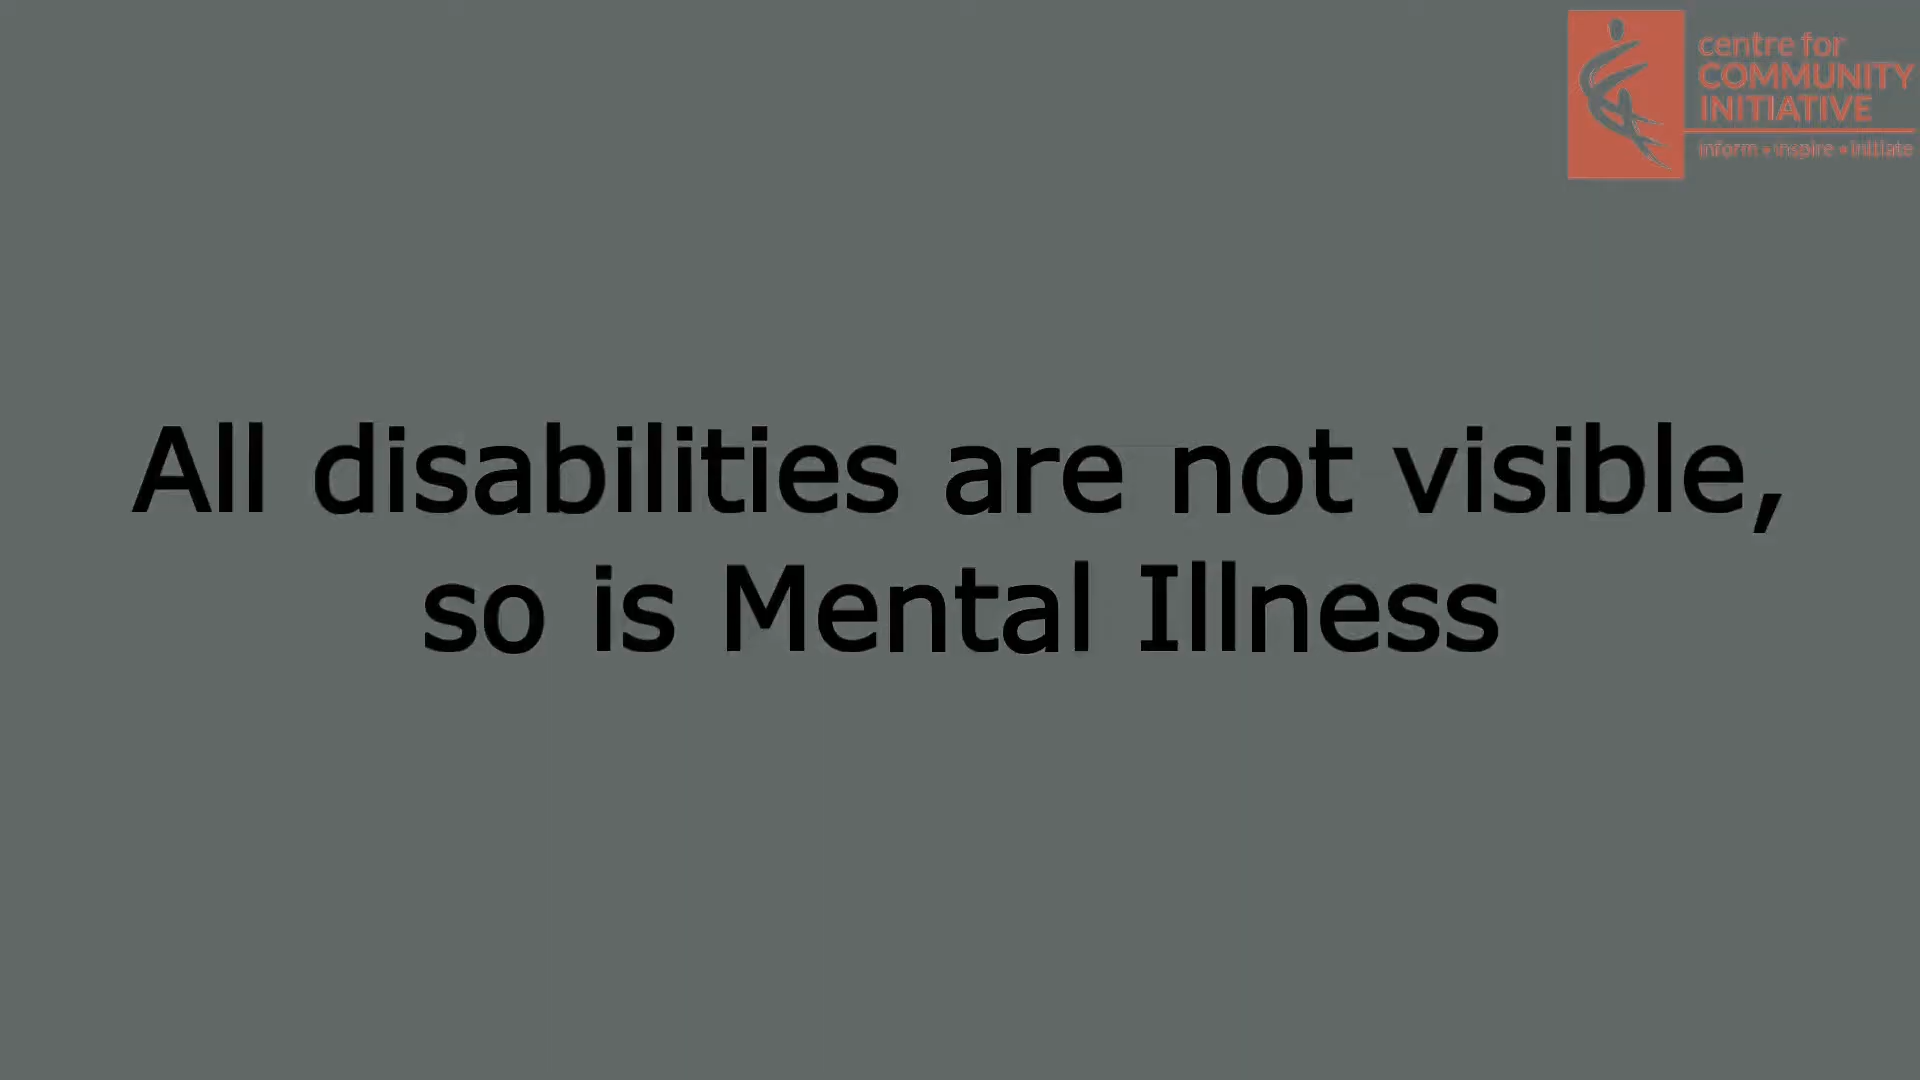 centre for
COMMUNITY
INITIATIVE
inform • inspire • initiate
All disabilities are not visible,
so is Mental Illness